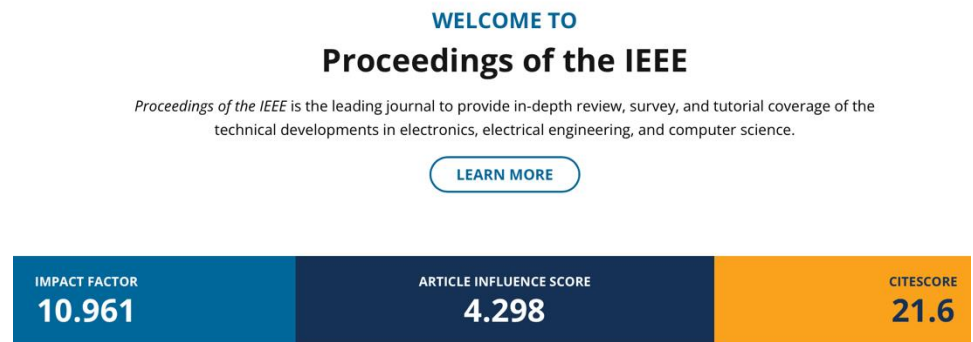 WELCOME TO
Proceedings of the IEEE
Proceedings of the IEEE is the leading journal to provide in-depth review, survey, and tutorial coverage of the
technical developments in electronics, electrical engineering, and computer science.
LEARN MORE
IMPACT FACTOR
10.961
ARTICLE INFLUENCE SCORE
4.298
CITESCORE
21.6